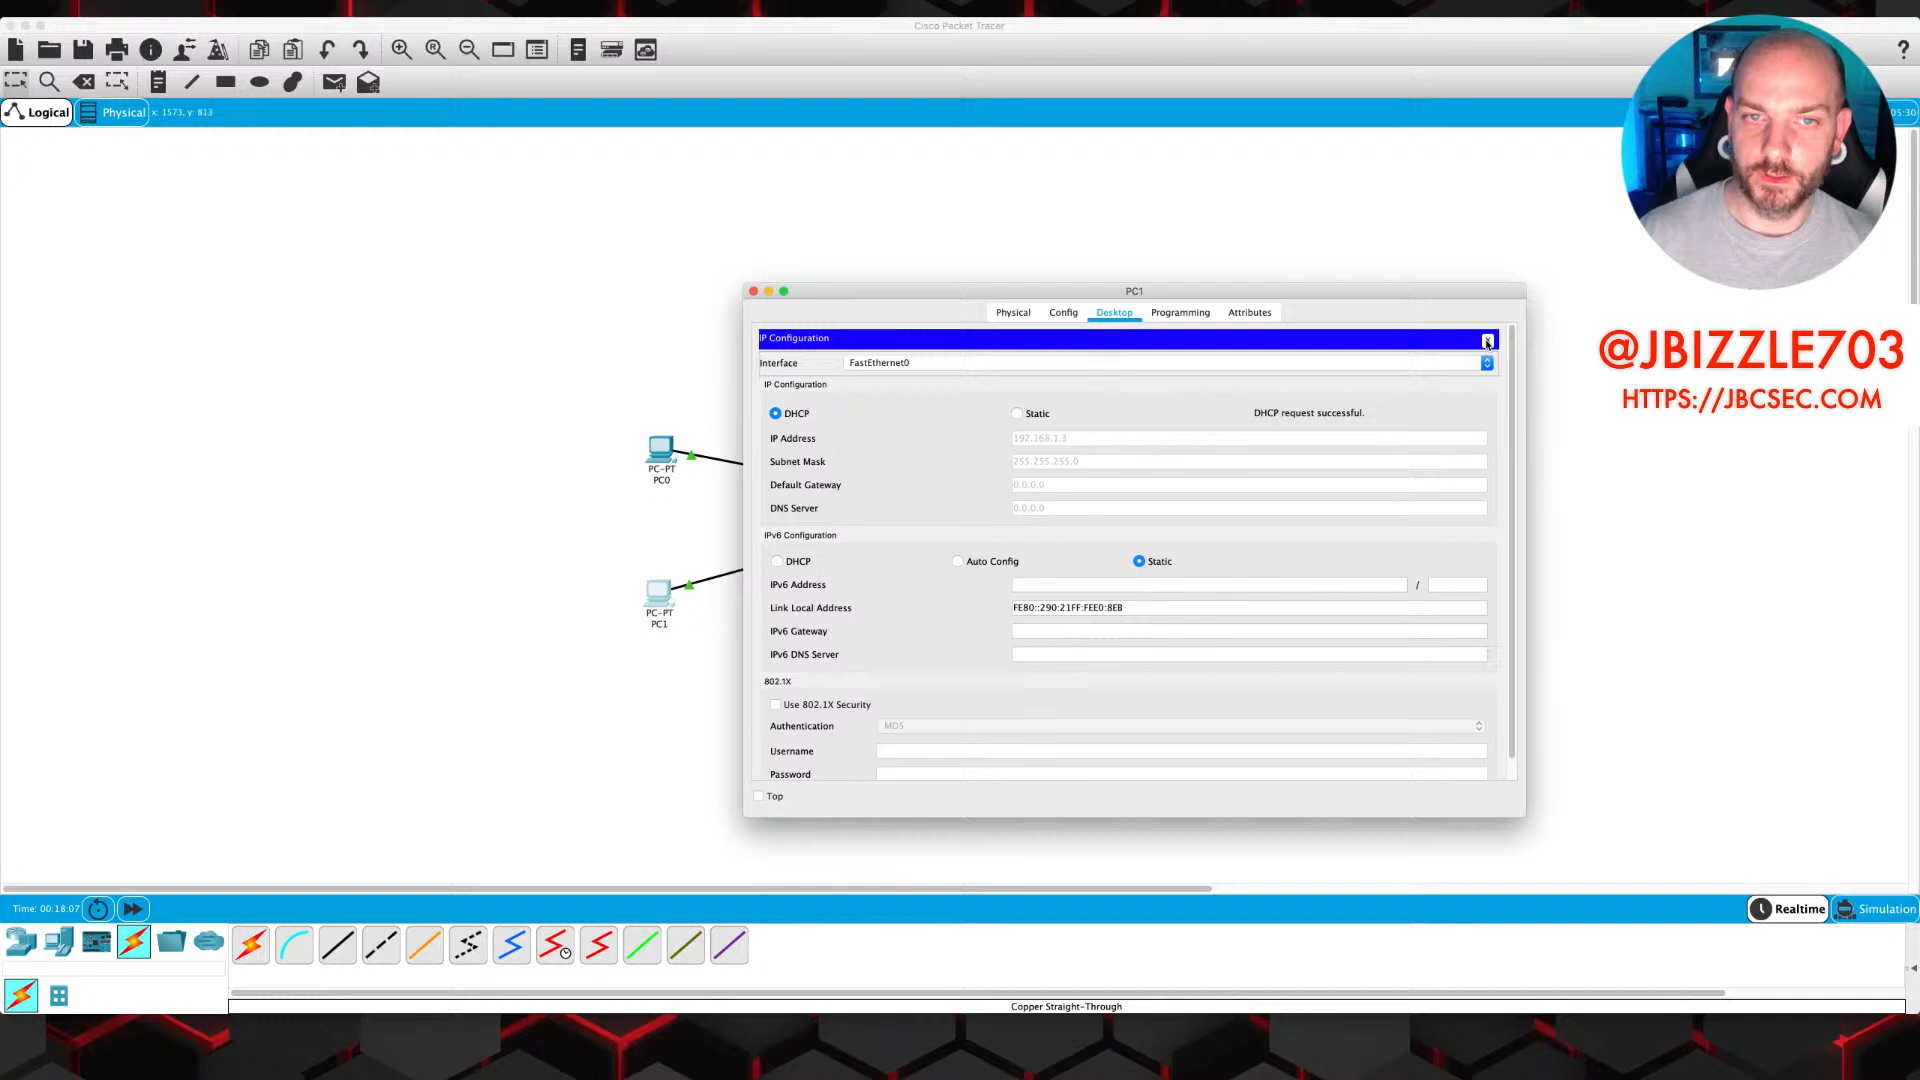 Cisco Packet Tracer
?
Logical
Physical
x: 1573, y: 813
05:30
@JBIZZLE703
HTTPS://JBCSEC.COM
PC-PT
PC0
PC-PT
PC1
PC1
Physical
Config
Desktop
Programming
Attributes
IP Configuration
Interface
FastEthernet0
IP Configuration
DHCP
Static
DHCP request successful.
IP Address
192.168.1.3
Subnet Mask
255.255.255.0
Default Gateway
0.0.0.0
DNS Server
0.0.0.0
IPv6 Configuration
DHCP
Auto Config
Static
IPv6 Address
/
Link Local Address
FE80::290:21FF:FEE0:8EB
IPv6 Gateway
IPv6 DNS Server
802.1X
Use 802.1X Security
Authentication
MD5
Username
Password
Top
Time: 00:18:07
Realtime
Simulation
Copper Straight-Through